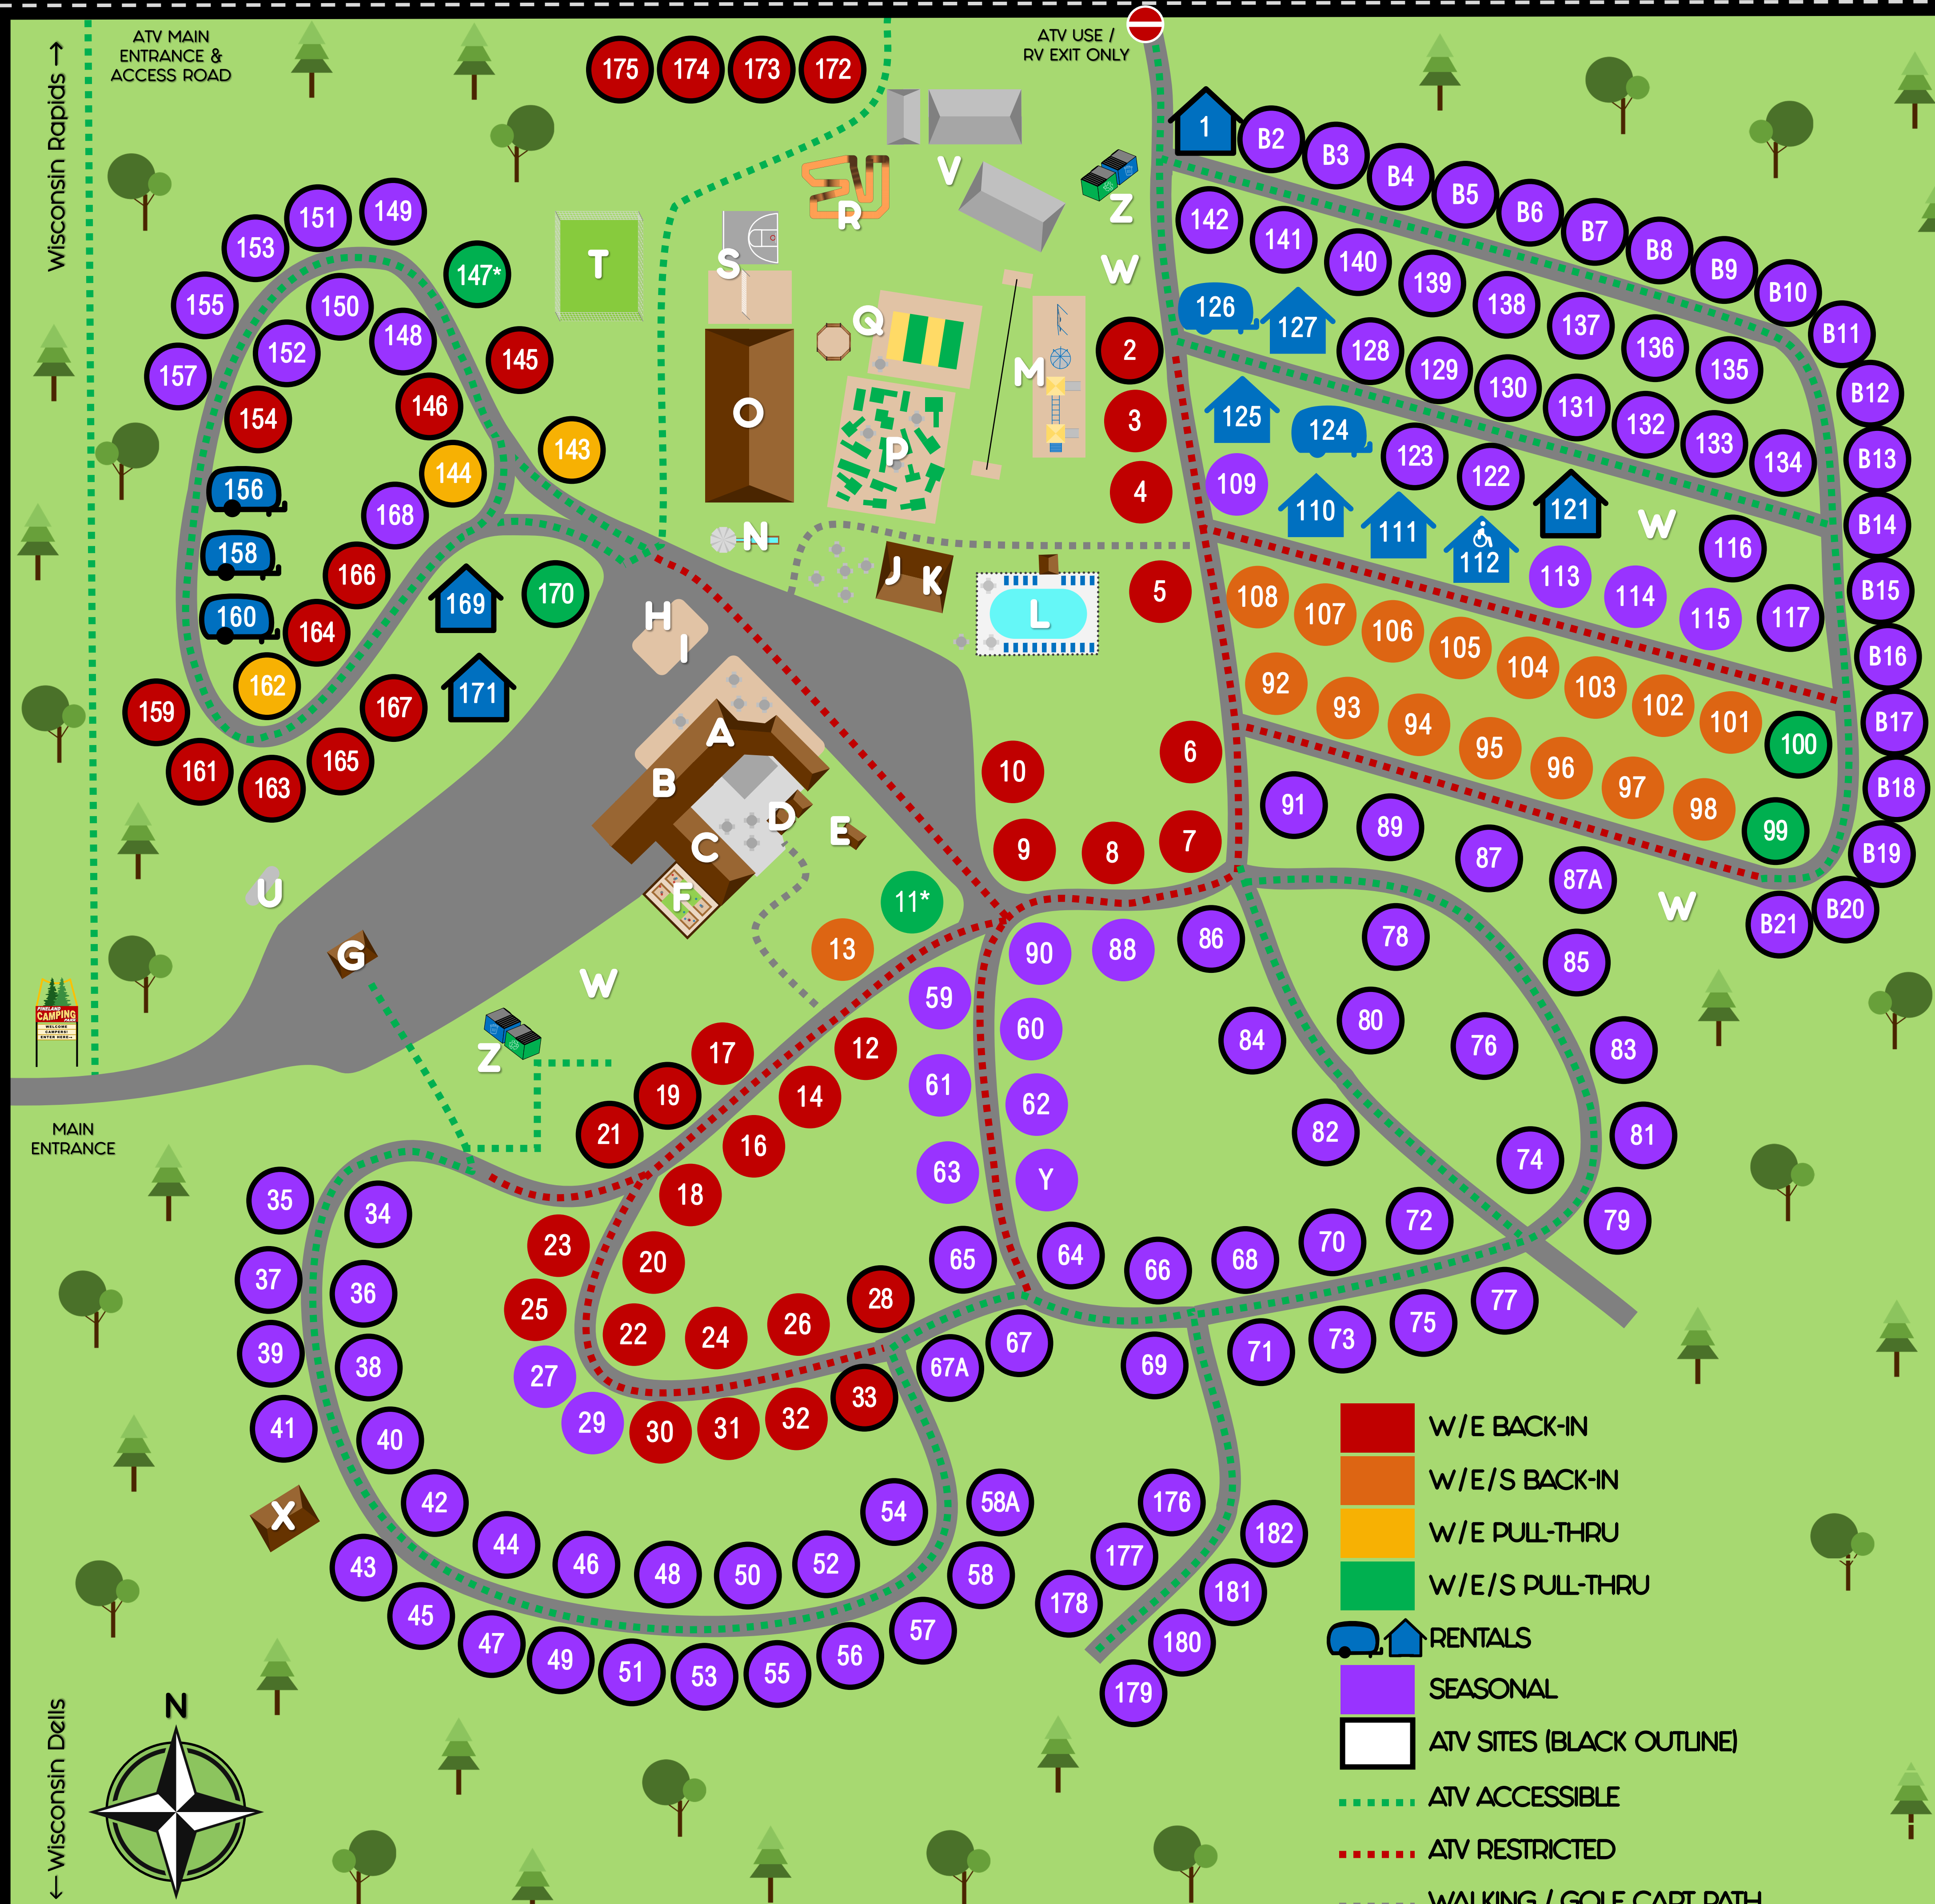 ATV MAIN
ENTRANCE &
ACCESS ROAD
Wisconsin Rapids →
ATV USE /
RV EXIT ONLY
175 174 173 172
1 B2 B3 B4 B5 B6 B7 B8 B9 B10 B11 B12 B13 B14 B15 B16 B17 B18 B19 B20 B21
V
Z
R
W
S
T
Q
M
O
P
N
J K
L
H
I
142 141 140 139 138 137 136 135
126 127 128 129 130 131 132 133 134
125 124 123 122 121 W 116 117
109 110 111 112 113 114 115
108 107 106 105 104 103 102 101 100
92 93 94 95 96 97 98 99
2
3
4
5
6
7
8
9
10
153 151 149
147*
155 150
152 148
157
154 146 145
144 143
156 168
158 166
160 164 169 170
162 171
159 167
161 163 165
A
B
C
D
E
F
G
U
11*
13
W
Z
91 89 87 87A
W
90 88 86 78 85
59 60 84 80 76 83
61 62 82 74 81
63 Y 72 79
65 64 66 68 70
67A 67 69 71 73 75 77
17 12
19 14
21 16
18
23 20
25 22 24 26 28
27 29 30 31 32 33
PINELAND
CAMPING
PARK
WELCOME
CAMPERS!
ENTER HERE
MAIN
ENTRANCE
35 34
37 36
39 38
41 40
X 42
43 44 46 48 50 52 54 58A
45 47 49 51 53 55 56 57 58
176
177 182
178 181
180
179
N
← Wisconsin Dells
W/E BACK-IN
W/E/S BACK-IN
W/E PULL-THRU
W/E/S PULL-THRU
RENTALS
SEASONAL
ATV SITES (BLACK OUTLINE)
ATV ACCESSIBLE
ATV RESTRICTED
WALKING / GOLF CART PATH